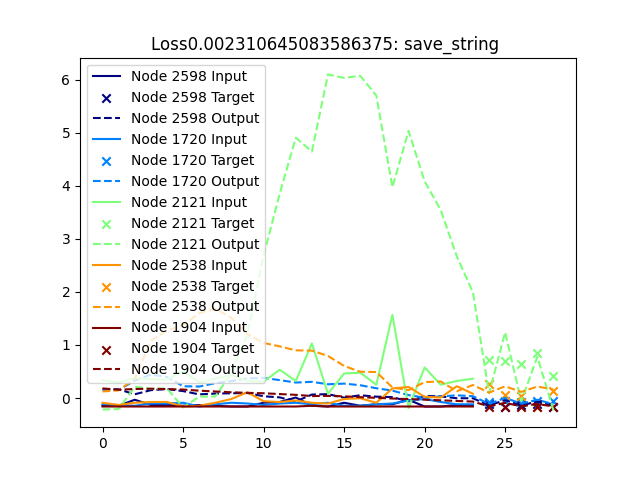 Loss0.002310645083586375: save_string
6
5
4
3
2
1
0
Node 2598 Input
Node 2598 Target
Node 2598 Output
Node 1720 Input
Node 1720 Target
Node 1720 Output
Node 2121 Input
Node 2121 Target
Node 2121 Output
Node 2538 Input
Node 2538 Target
Node 2538 Output
Node 1904 Input
Node 1904 Target
Node 1904 Output
0 5 10 15 20 25